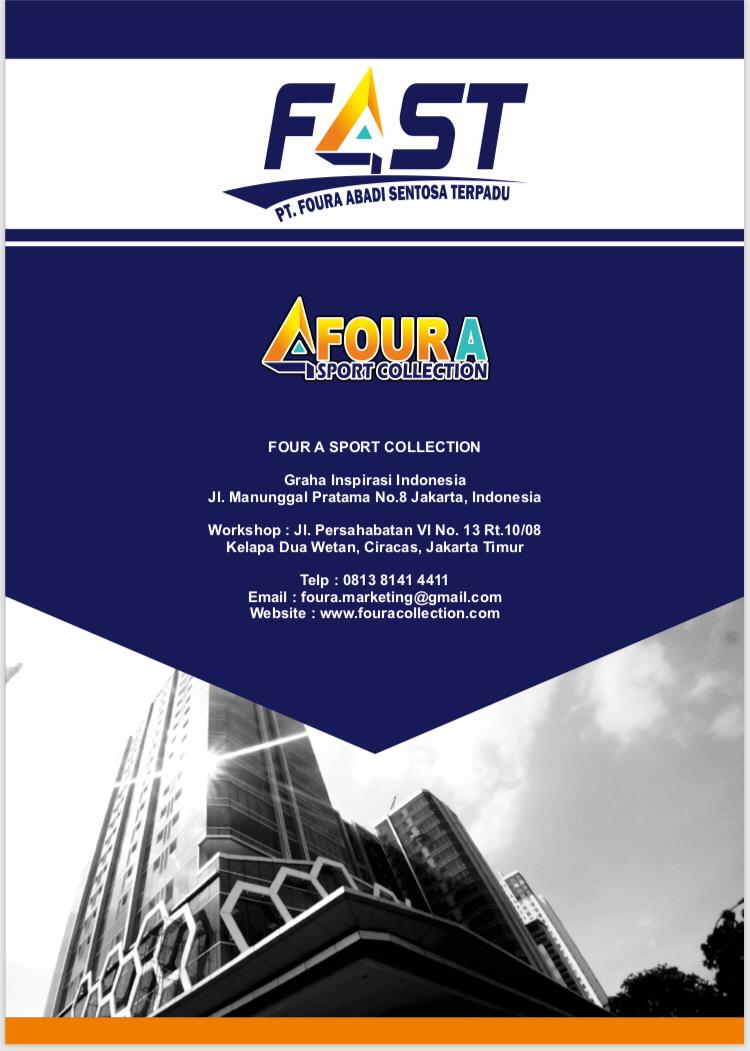 FAST
PT. FOURA ABADI SENTOSA TERPADU
FOUR A
SPORT COLLECTION
FOUR A SPORT COLLECTION
Graha Inspirasi Indonesia
Jl. Manunggal Pratama No.8 Jakarta, Indonesia
Workshop : Jl. Persahabatan VI No. 13 Rt.10/08
Kelapa Dua Wetan, Ciracas, Jakarta Timur
Telp : 0813 8141 4411
Email : foura.marketing@gmail.com
Website : www.fouracollection.com